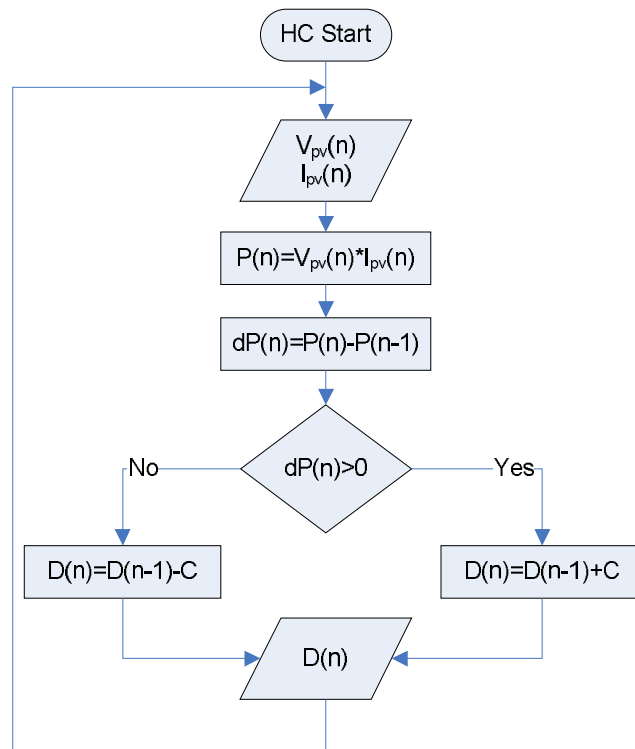 HC Start
Vpv(n)
Ipv(n)
P(n)=Vpv(n)*Ipv(n)
dP(n)=P(n)-P(n-1)
dP(n)>0
No
Yes
D(n)=D(n-1)-C
D(n)=D(n-1)+C
D(n)